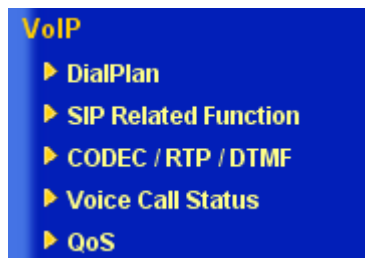 VoIP
DialPlan
SIP Related Function
CODEC / RTP / DTMF
Voice Call Status
QoS